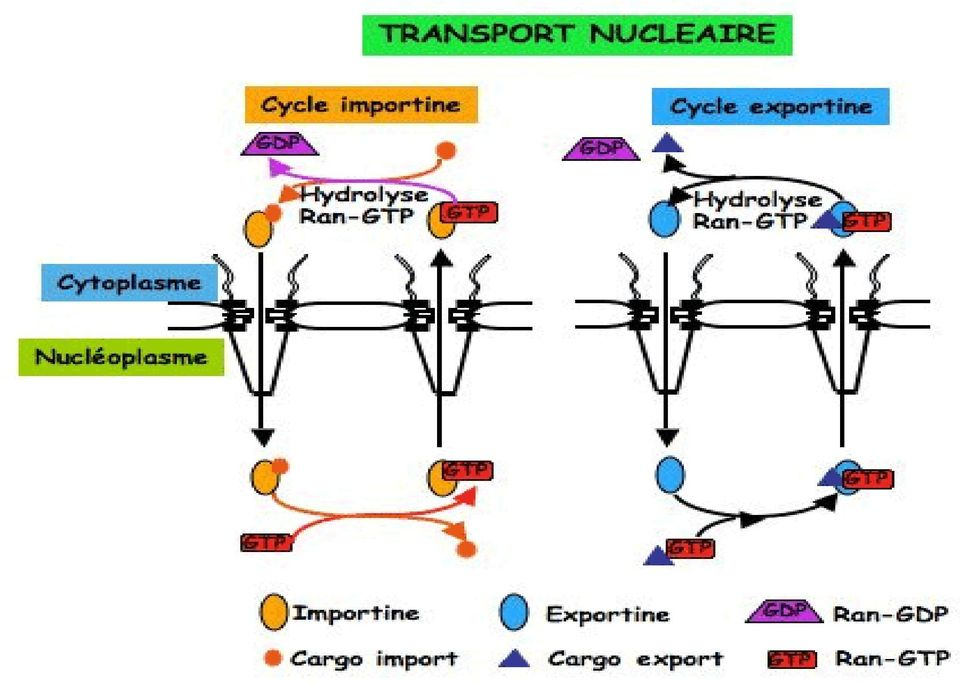 TRANSPORT NUCLEAIRE
Cycle importine
Cycle exportine
GDP
GDP
Hydrolyse
Ran-GTP
GTP
Hydrolyse
Ran-GTP
GTP
Cytoplasme
Nucléoplasme
GTP
GTP
GTP
GTP
Importine
Exportine
GDP
Ran-GDP
Cargo import
Cargo export
GTP
Ran-GTP